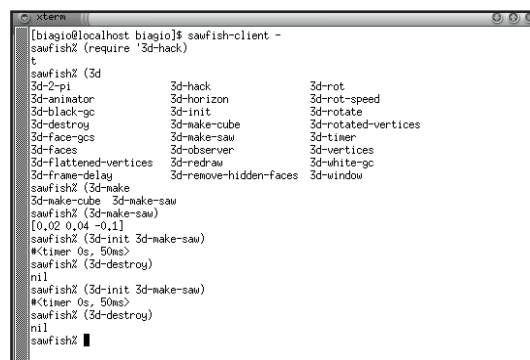 xterm
[biagio@localhost biagio]$ sawfish-client -
sawfish% (require '3d-hack)
t
sawfish% (3d
3d-2-pi 3d-hack 3d-rot
3d-animator 3d-horizon 3d-rot-speed
3d-black-gc 3d-init 3d-rotate
3d-destroy 3d-make-cube 3d-rotated-vertices
3d-face-gcs 3d-make-saw 3d-timer
3d-faces 3d-observer 3d-vertices
3d-flattened-vertices 3d-redraw 3d-white-gc
3d-frame-delay 3d-remove-hidden-faces 3d-window
sawfish% (3d-make
3d-make-cube 3d-make-saw
sawfish% (3d-make-saw)
[0.02 0.04 -0.1]
sawfish% (3d-init 3d-make-saw)
#<timer 0s, 50ms>
sawfish% (3d-destroy)
nil
sawfish% (3d-init 3d-make-saw)
#<timer 0s, 50ms>
sawfish% (3d-destroy)
nil
sawfish%